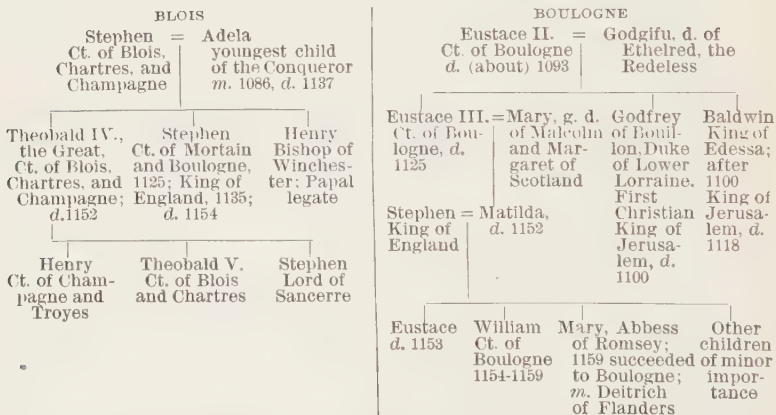 BLOIS
Stephen = Adela
Ct. of Blois, youngest child
Chartres, and of the Conqueror
Champagne m. 1086, d. 1137
Theobald IV.,
the Great,
Ct. of Blois,
Chartres, and
Champagne;
d. 1152
Stephen
Ct. of Mortain
and Boulogne,
1125; King of
England, 1135;
d. 1154
Henry
Bishop of
Winches-
ter; Papal
legate
Henry
Ct. of Cham-
pagne and
Troyes
Theobald V.
Ct. of Blois
and Chartres
Stephen
Lord of
Sancerre
BOULOGNE
Eustace II. = Godgifu, d. of
Ct. of Boulogne Ethelred, the
d. (about) 1093 Redeless
Eustace III. =
Ct. of Bou-
logne, d.
1125
Mary, g. d.
of Malcolm
and Mar-
garet of
Scotland
Godfrey
of Bouil-
lon, Duke
of Lower
Lorraine.
First
Christian
King of
Jerusa-
lem, d.
1100
Baldwin
King of
Edessa;
after
1100
King of
Jerusa-
lem, d.
1118
Stephen = Matilda,
King of d. 1152
England
Eustace
d. 1153
William
Ct. of
Boulogne
1154-1159
Mary, Abbess
of Romsey;
1159 succeeded
to Boulogne;
m. Deitrich
of Flanders
Other
children
of minor
impor-
tance